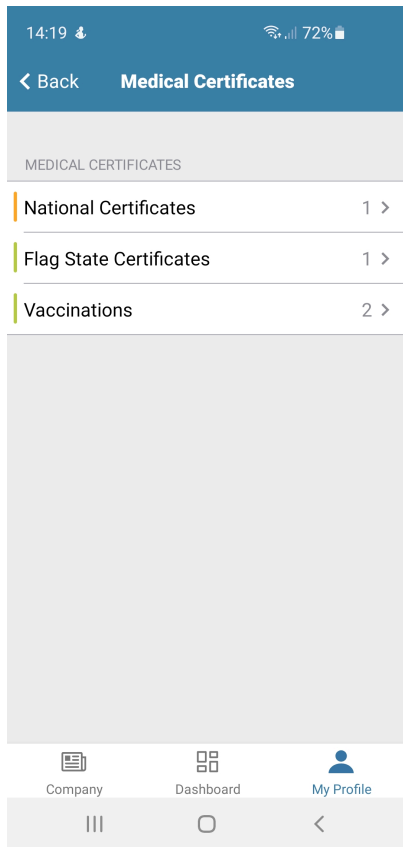 14:19 72%
Back Medical Certificates
MEDICAL CERTIFICATES
National Certificates 1
Flag State Certificates 1
Vaccinations 2
Company Dashboard My Profile